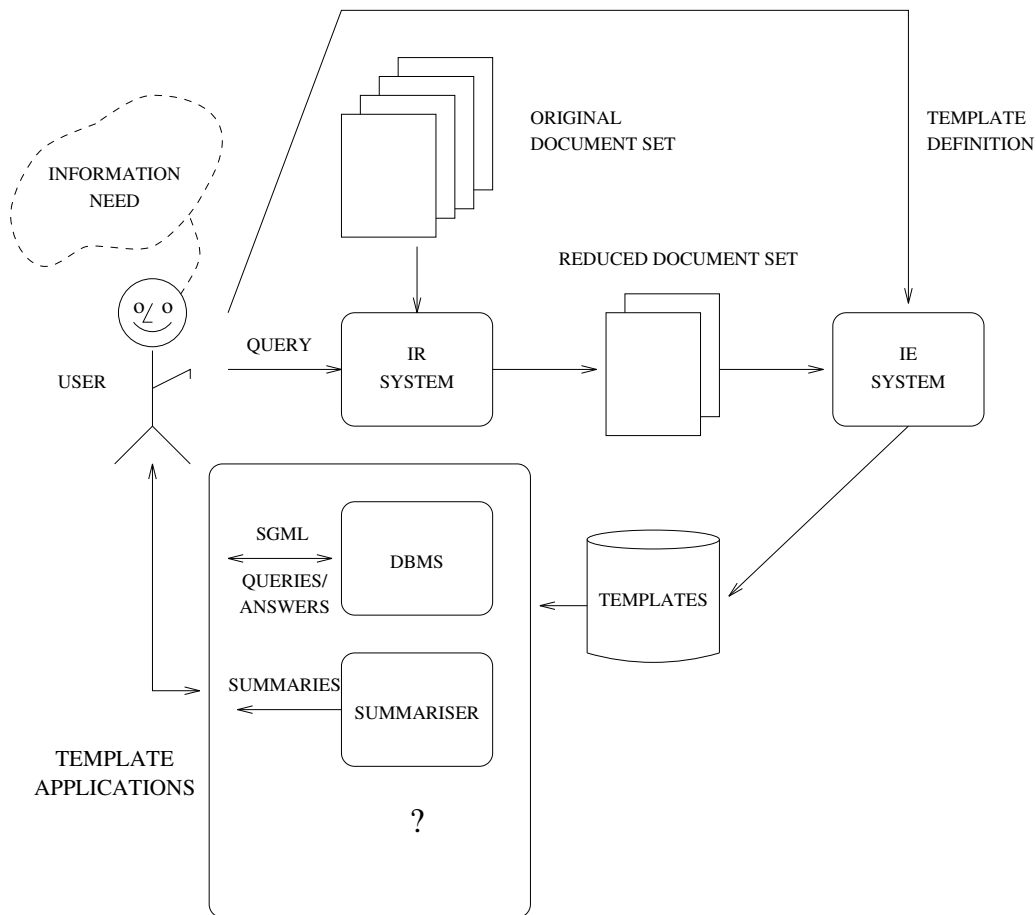 ORIGINAL
DOCUMENT SET
TEMPLATE
DEFINITION
INFORMATION
NEED
REDUCED DOCUMENT SET
QUERY
IR
SYSTEM
IE
SYSTEM
USER
SGML
QUERIES/
ANSWERS
DBMS
TEMPLATES
SUMMARIES
SUMMARISER
TEMPLATE
APPLICATIONS
?